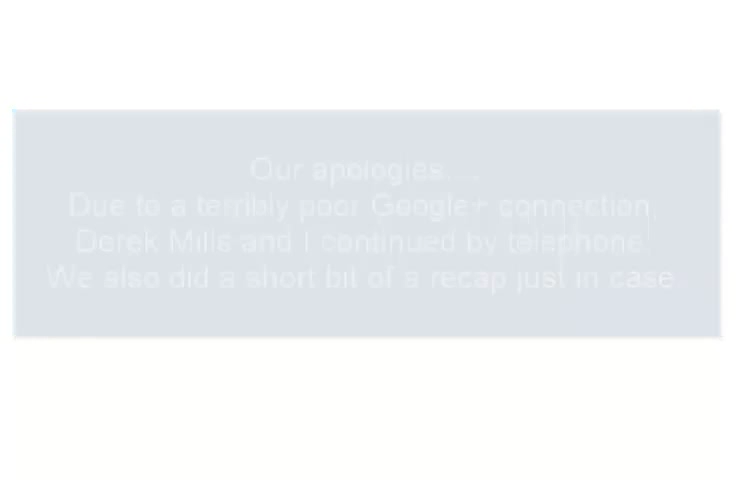 Our apologies....
Due to a terribly poor Google+ connection,
Derek Mills and I continued by telephone.
We also did a short bit of a recap just in case.